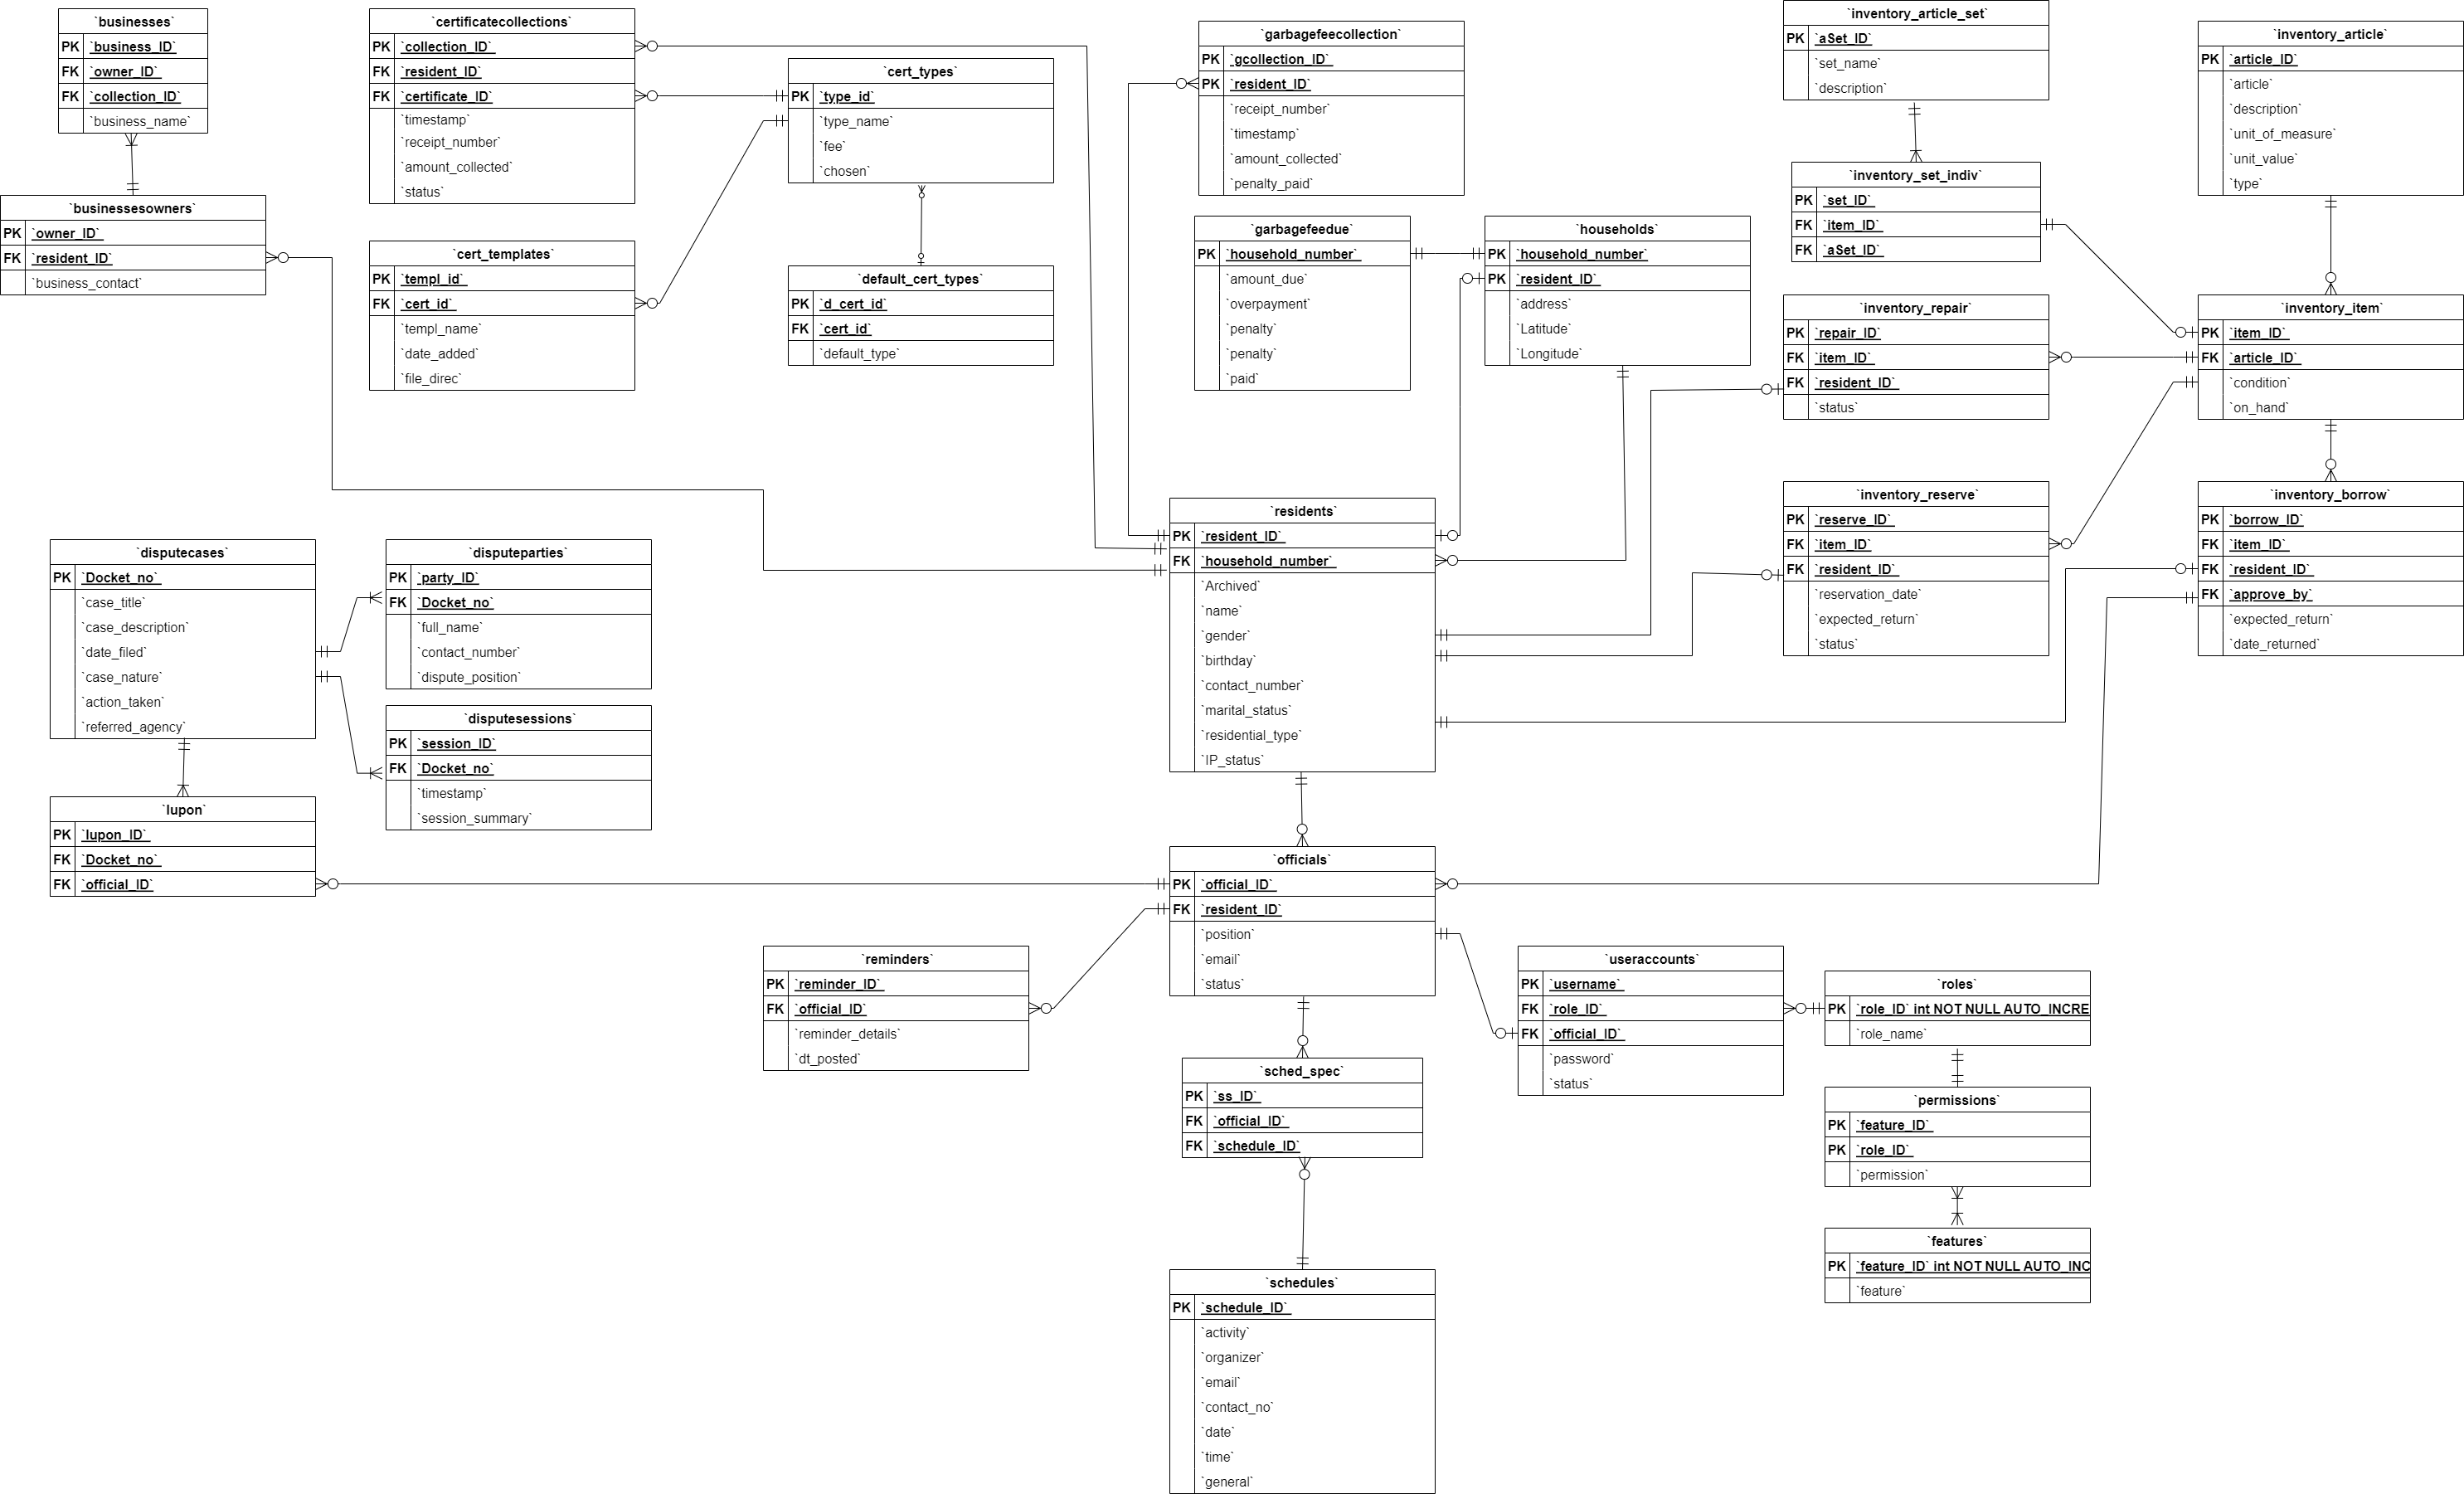 `businesses`
PK `business_ID`
FK `owner_ID`
FK `collection_ID`
`business_name`
`businessesowners`
PK `owner_ID`
FK `resident_ID`
`business_contact`
`certificatecollections`
PK `collection_ID`
FK `resident_ID`
FK `certificate_ID`
`timestamp`
`receipt_number`
`amount_collected`
`status`
`cert_types`
PK `type_id`
`type_name`
`fee`
`chosen`
`cert_templates`
PK `templ_id`
FK `cert_id`
`templ_name`
`date_added`
`file_direc`
`default_cert_types`
PK `d_cert_id`
FK `cert_id`
`default_type`
`garbagefeecollection`
PK `gcollection_ID`
PK `resident_ID`
`receipt_number`
`timestamp`
`amount_collected`
`penalty_paid`
`garbagefeedue`
PK `household_number`
`amount_due`
`overpayment`
`penalty`
`penalty`
`paid`
`households`
PK `household_number`
PK `resident_ID`
`address`
`Latitude`
`Longitude`
`inventory_article_set`
PK `aSet_ID`
`set_name`
`description`
`inventory_set_indiv`
PK `set_ID`
FK `item_ID`
FK `aSet_ID`
`inventory_article`
PK `article_ID`
`article`
`description`
`unit_of_measure`
`unit_value`
`type`
`inventory_repair`
PK `repair_ID`
FK `item_ID`
FK `resident_ID`
`status`
`inventory_item`
PK `item_ID`
FK `article_ID`
`condition`
`on_hand`
`inventory_reserve`
PK `reserve_ID`
FK `item_ID`
FK `resident_ID`
`reservation_date`
`expected_return`
`status`
`inventory_borrow`
PK `borrow_ID`
FK `item_ID`
FK `resident_ID`
FK `approve_by`
`expected_return`
`date_returned`
`residents`
PK `resident_ID`
FK `household_number`
`Archived`
`name`
`gender`
`birthday`
`contact_number`
`marital_status`
`residential_type`
`IP_status`
`disputecases`
PK `Docket_no`
`case_title`
`case_description`
`date_filed`
`case_nature`
`action_taken`
`referred_agency`
`disputeparties`
PK `party_ID`
FK `Docket_no`
`full_name`
`contact_number`
`dispute_position`
`disputesessions`
PK `session_ID`
FK `Docket_no`
`timestamp`
`session_summary`
`lupon`
PK `lupon_ID`
FK `Docket_no`
FK `official_ID`
`officials`
PK `official_ID`
FK `resident_ID`
`position`
`email`
`status`
`reminders`
PK `reminder_ID`
FK `official_ID`
`reminder_details`
`dt_posted`
`useraccounts`
PK `username`
FK `role_ID`
FK `official_ID`
`password`
`status`
`roles`
PK `role_ID` int NOT NULL AUTO_INCRE
`role_name`
`sched_spec`
PK `ss_ID`
FK `official_ID`
FK `schedule_ID`
`permissions`
PK `feature_ID`
PK `role_ID`
`permission`
`features`
PK `feature_ID` int NOT NULL AUTO_INC
`feature`
`schedules`
PK `schedule_ID`
`activity`
`organizer`
`email`
`contact_no`
`date`
`time`
`general`